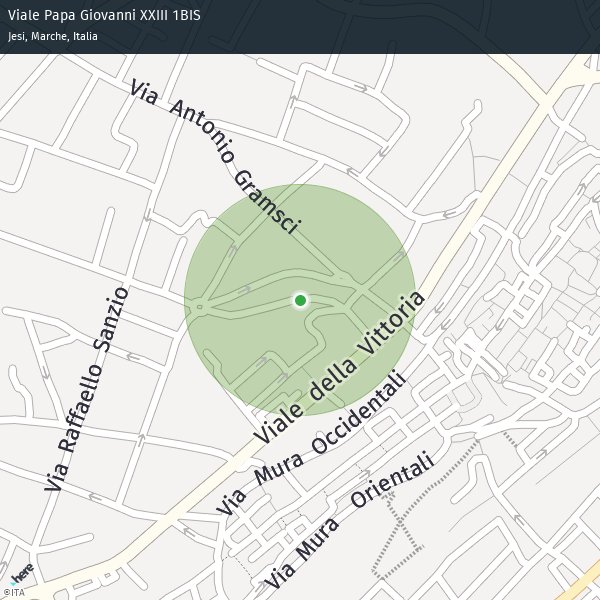 Viale Papa Giovanni XXIII 1BIS
Jesi, Marche, Italia
Via Antonio Gramsci
Via Raffaello Sanzio
Viale della Vittoria
Via Mura Occidentali
Via Mura Orientali
here
©ITA